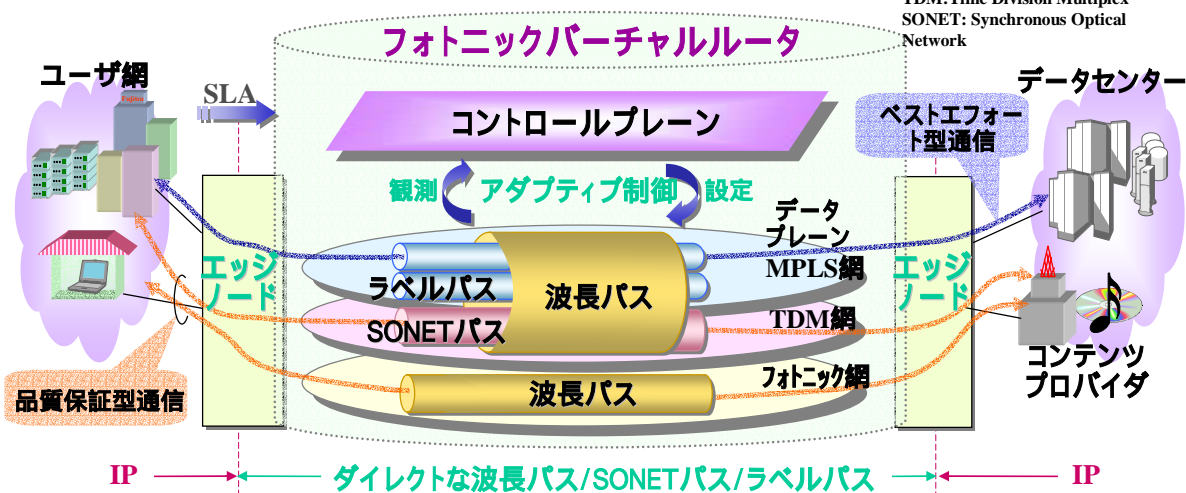 TDM:Time Division Multiplex
SONET: Synchronous Optical
Network
フォトニックバーチャルルータ
ユーザ網
Fujitsu
SLA
データセンター
コントロールプレーン
ベストエフォー
ト型通信
観測
アダプティブ制御
設定
データ
プレーン
MPLS網
エッジ
ノード
ラベルパス
波長パス
エッジ
ノード
SONETパス
TDM網
コンテンツ
プロバイダ
品質保証型通信
波長パス
フォトニック網
IP
ダイレクトな波長パス/SONETパス/ラベルパス
IP